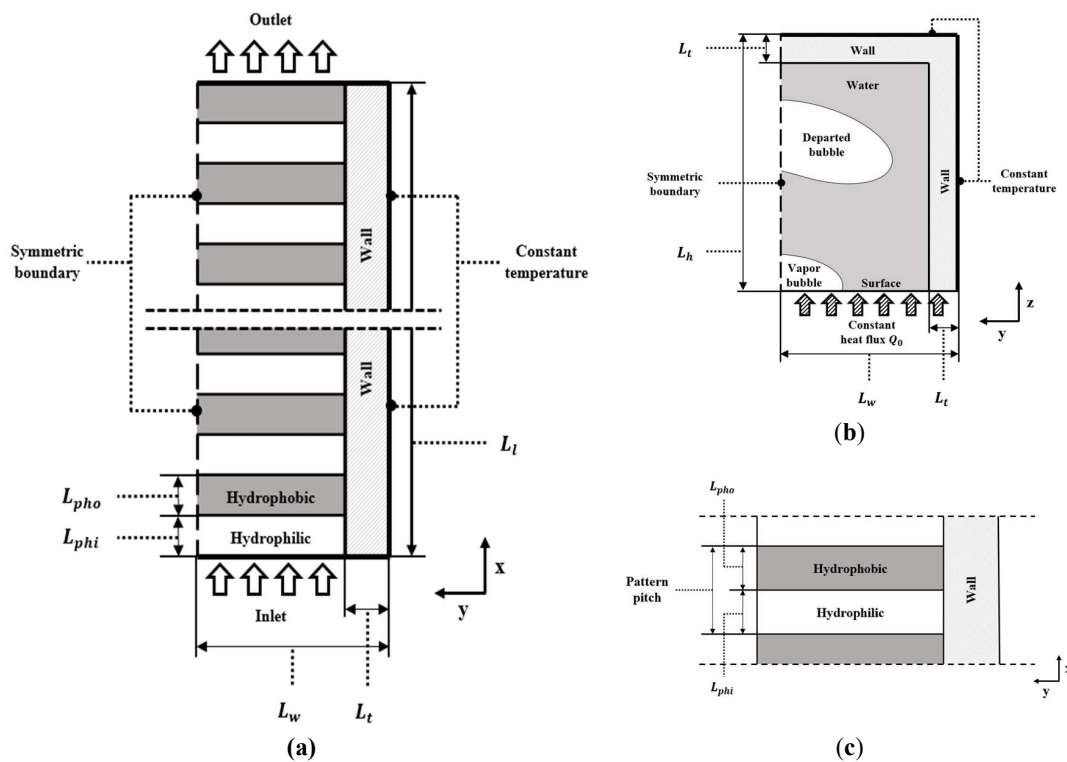 Outlet
Symmetric
boundary
Wall
Constant
temperature
Wall
L_l
L_pho
Hydrophobic
L_phi
Hydrophilic
Inlet
x
y
L_w
L_t
(a)
L_t
Wall
Water
Departed
bubble
Symmetric
boundary
Wall
Constant
temperature
L_h
Vapor
bubble
Surface
Constant
heat flux Q_0
z
y
L_w
L_t
(b)
L_pho
Pattern
pitch
Hydrophobic
Hydrophilic
Wall
L_phi
x
y
(c)